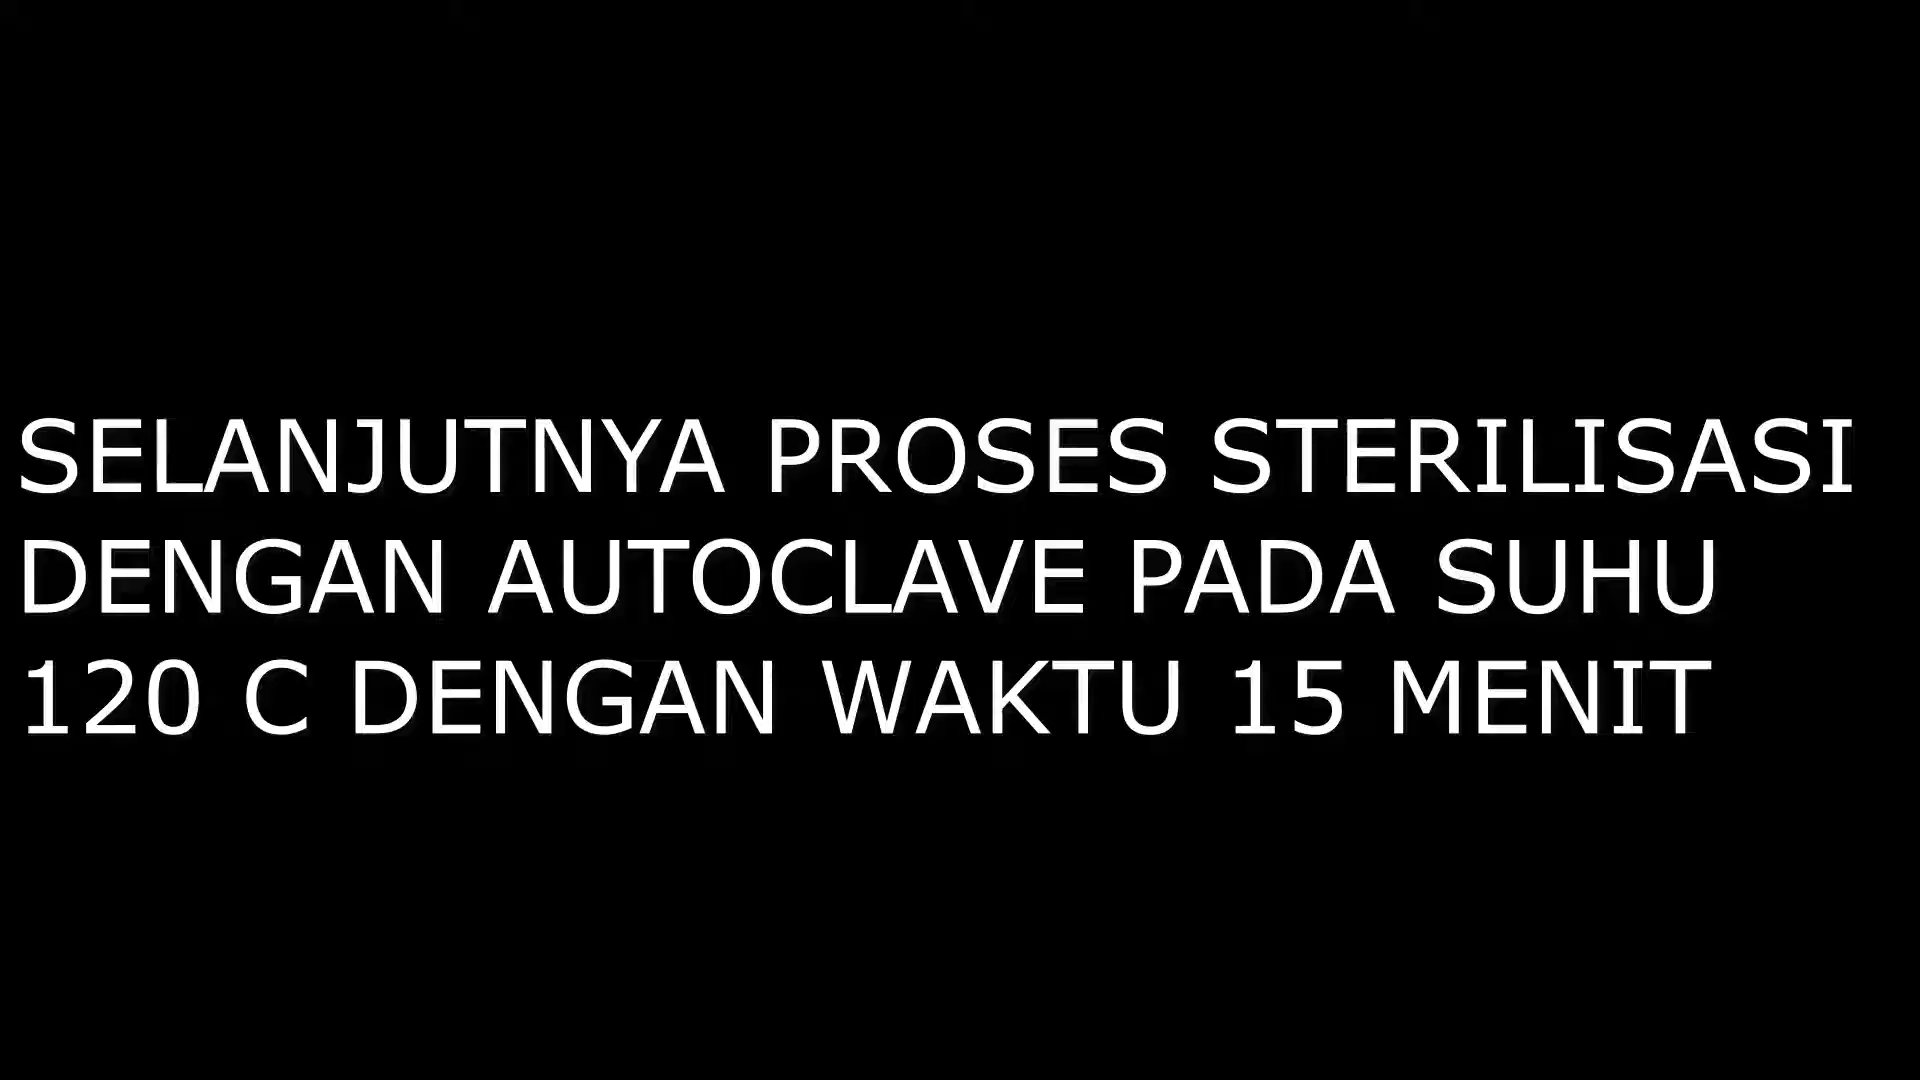 SELANJUTNYA PROSES STERILISASI
DENGAN AUTOCLAVE PADA SUHU
120 C DENGAN WAKTU 15 MENIT